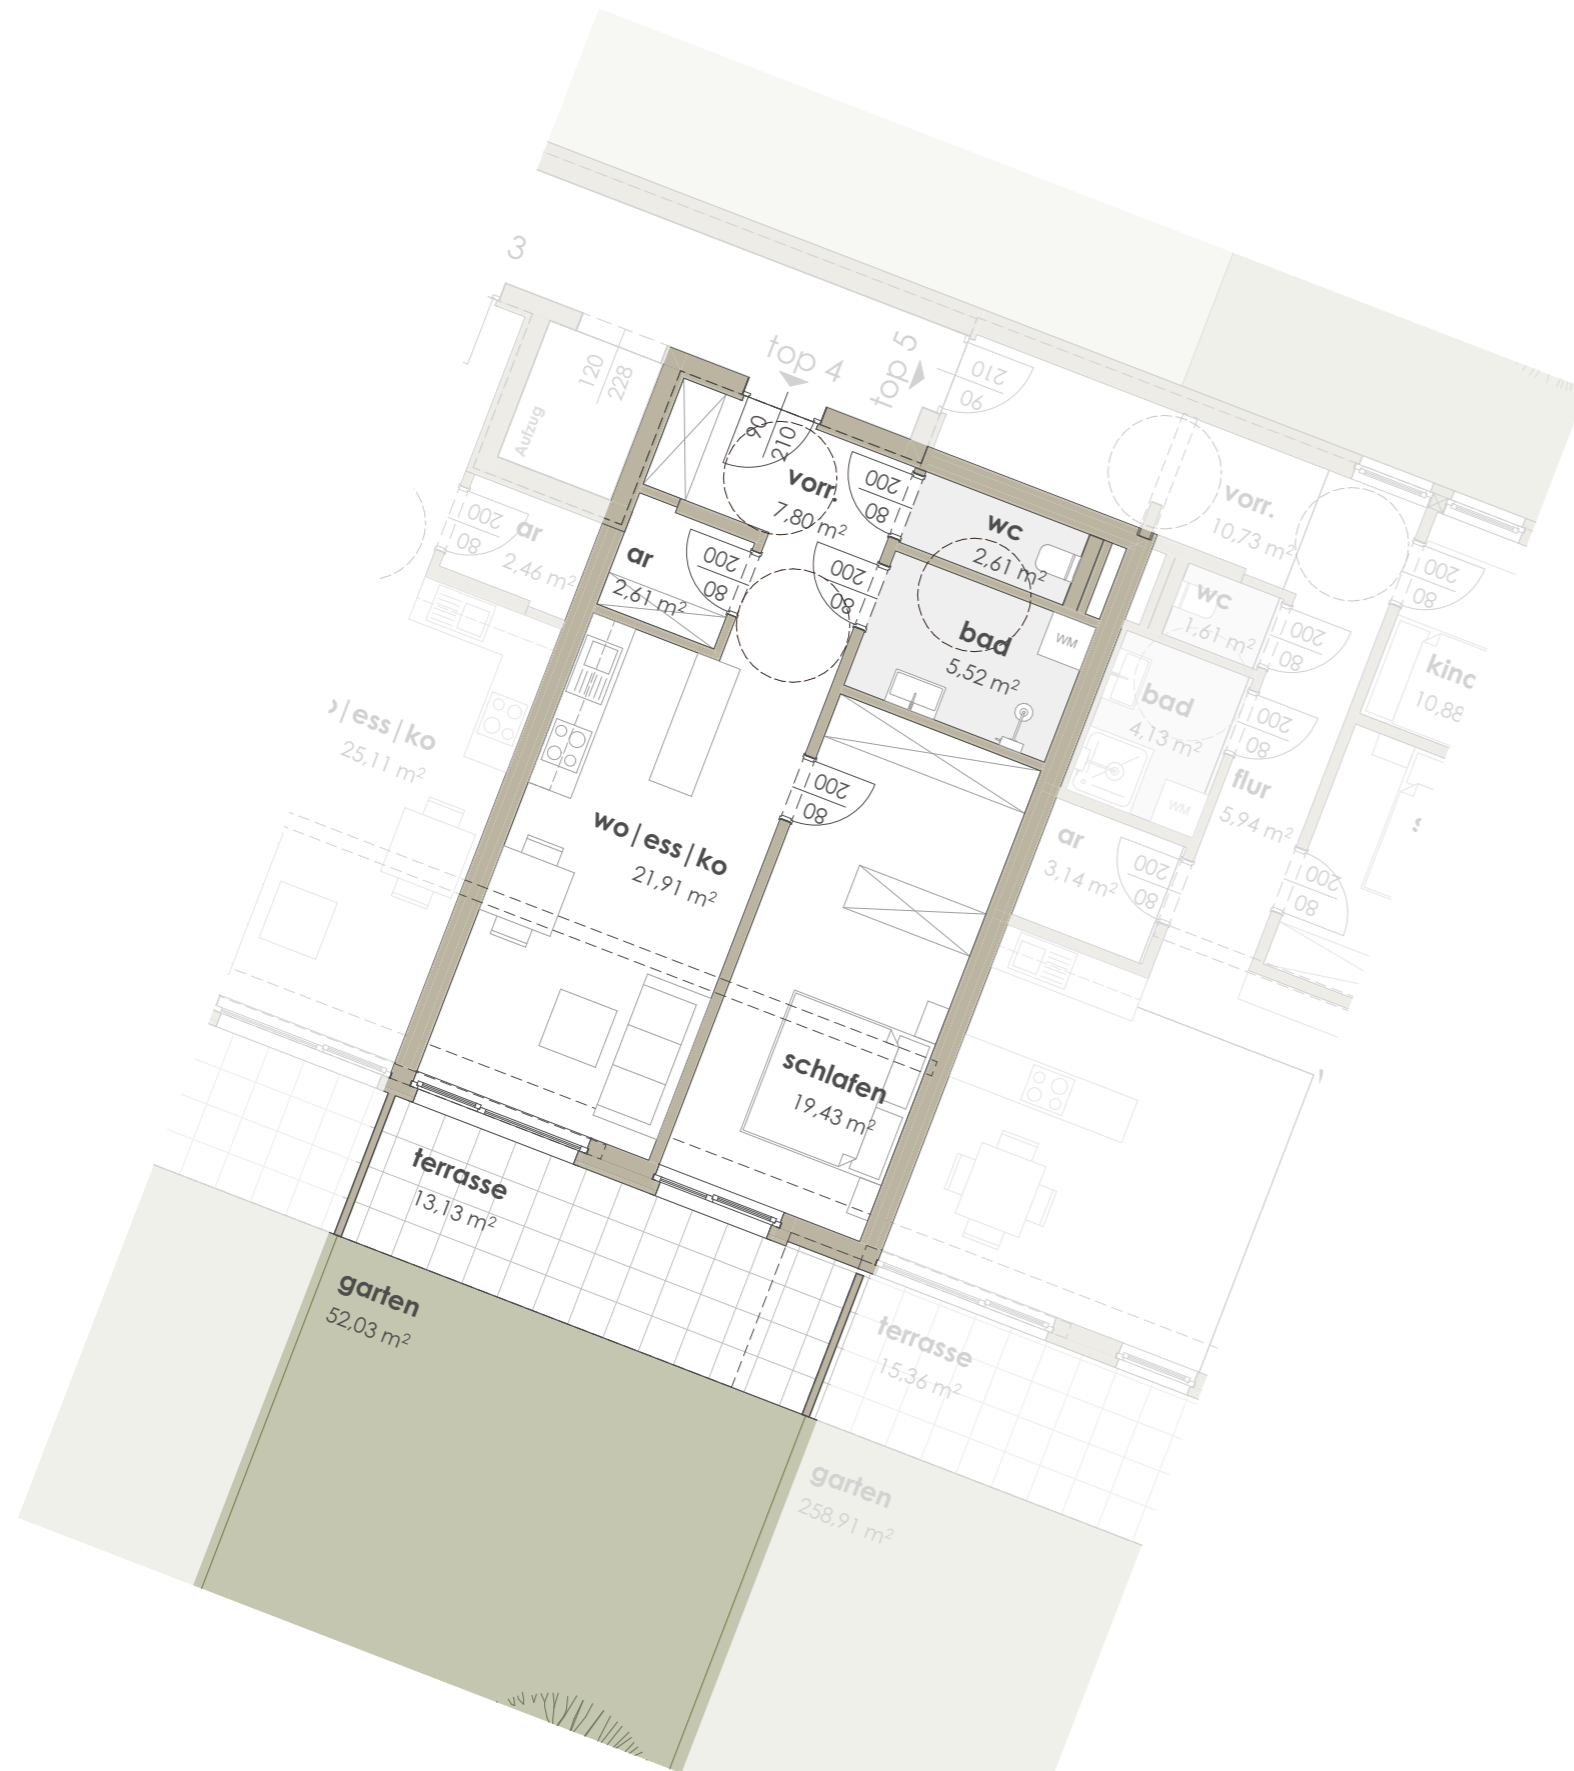 3
top 4
top 5
210
90
120
228
Aufzug
90
210
vorr.
7,80 m²
200
80
wc
2,61 m²
vorr.
10,73 m²
200
80
ar
2,46 m²
ar
2,61 m²
200
80
200
80
bad
5,52 m²
WM
wc
1,61 m²
200
80
200
80
kinc
10,88
bad
4,13 m²
200
80
WM
flur
5,94 m²
|ess|ko
25,11 m²
200
80
wo|ess|ko
21,91 m²
ar
3,14 m²
200
80
200
80
schlafen
19,43 m²
terrasse
13,13 m²
garten
52,03 m²
terrasse
15,36 m²
garten
258,91 m²